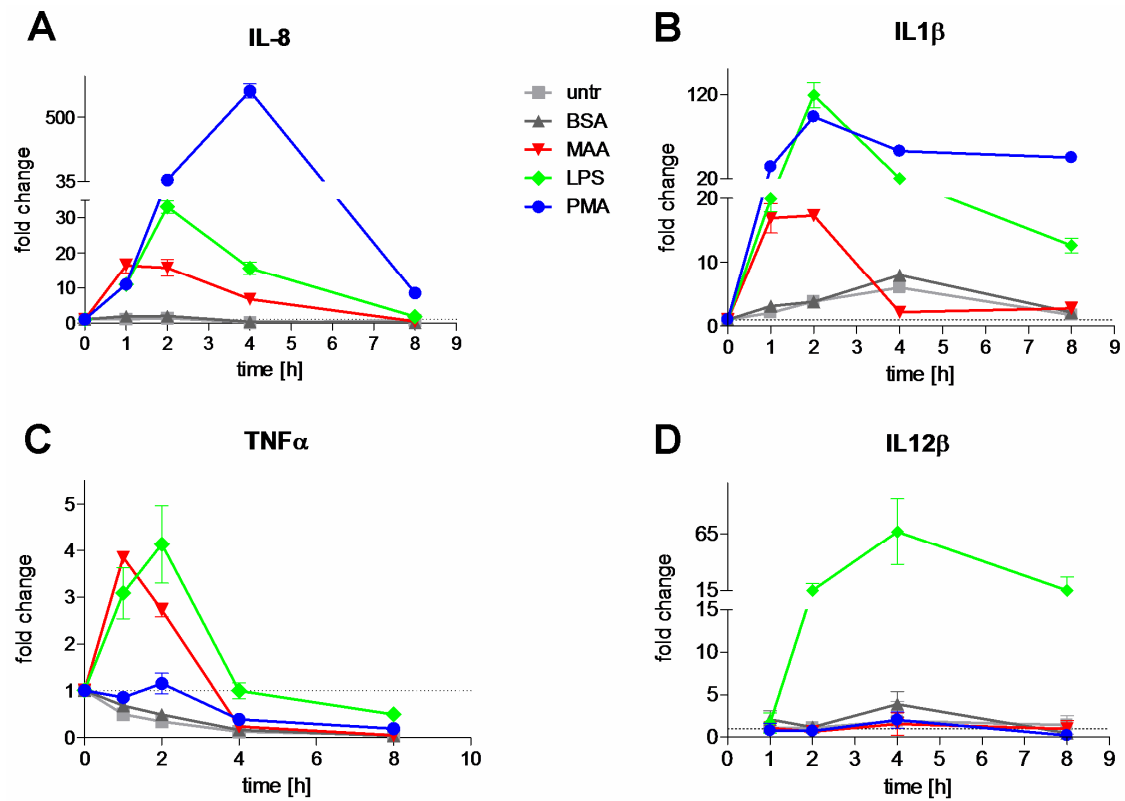 A
IL-8
fold change
500
35
30
20
10
0
0 1 2 3 4 5 6 7 8 9
time [h]
untr
BSA
MAA
LPS
PMA
B
IL1β
fold change
120
20
20
10
0
0 1 2 3 4 5 6 7 8 9
time [h]
C
TNFα
fold change
5
4
3
2
1
0
0 2 4 6 8 10
time [h]
D
IL12β
fold change
65
15
15
10
5
0
0 1 2 3 4 5 6 7 8 9
time [h]